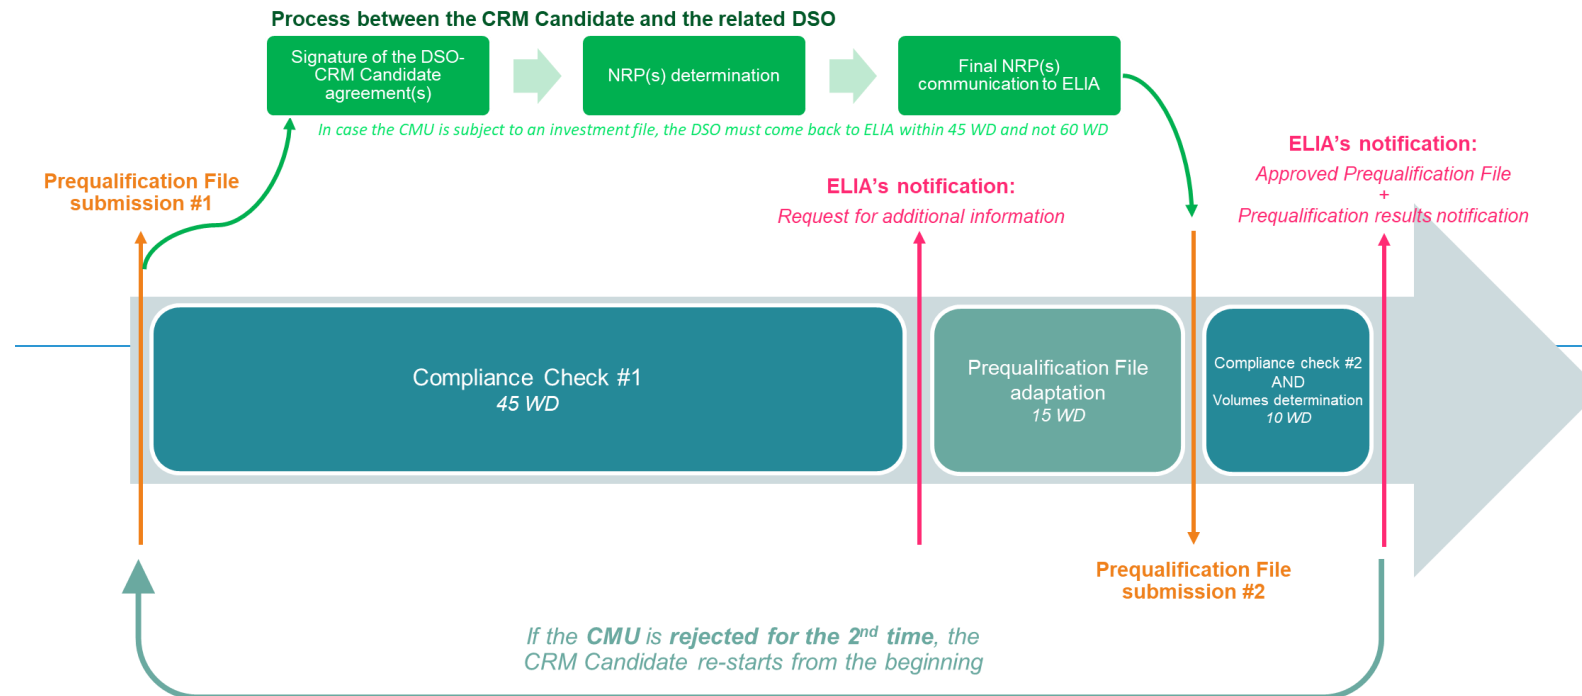 Process between the CRM Candidate and the related DSO
Signature of the DSO-
CRM Candidate
agreement(s)
NRP(s) determination
Final NRP(s)
communication to ELIA
In case the CMU is subject to an investment file, the DSO must come back to ELIA within 45 WD and not 60 WD
Prequalification File
submission #1
ELIA's notification:
Request for additional information
ELIA's notification:
Approved Prequalification File
+
Prequalification results notification
Compliance Check #1
45 WD
Prequalification File
adaptation
15 WD
Compliance check #2
AND
Volumes determination
10 WD
Prequalification File
submission #2
If the CMU is rejected for the 2nd time, the
CRM Candidate re-starts from the beginning